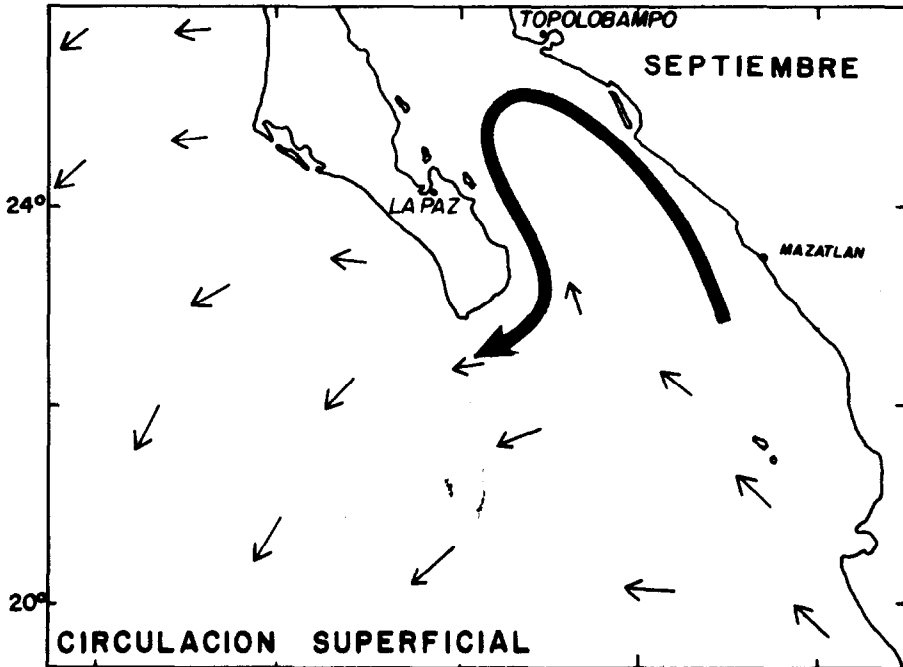 TOPOLOBAMPO
SEPTIEMBRE
24°
LA PAZ
MAZATLAN
20°
CIRCULACION SUPERFICIAL